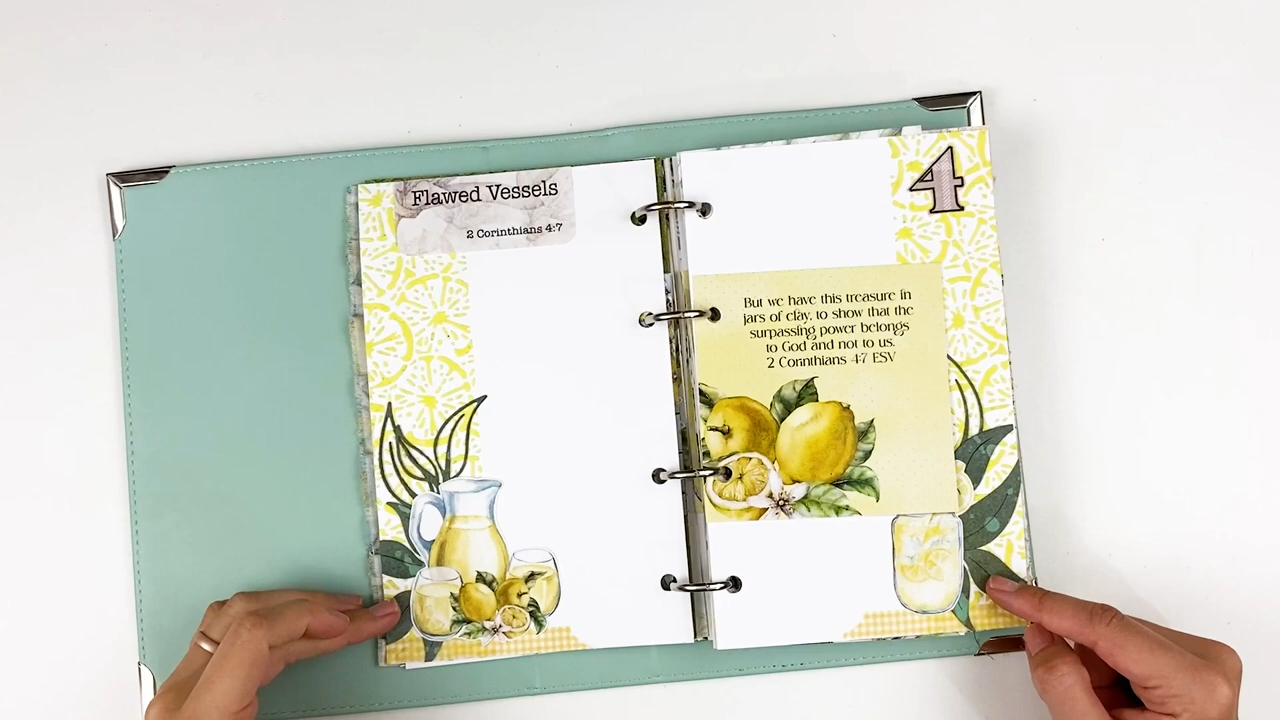 Flawed Vessels
2 Corinthians 4:7
4
But we have this treasure in
jars of clay, to show that the
surpassing power belongs
to God and not to us.
2 Corinthians 4:7 ESV